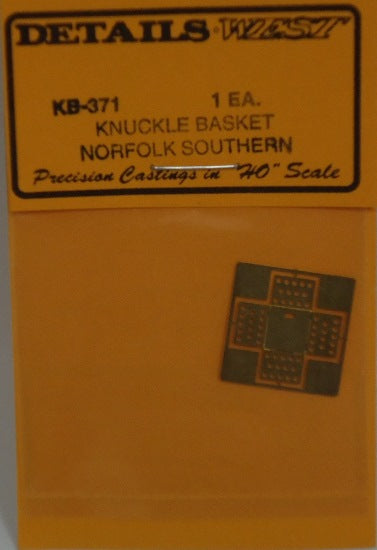 DETAILS WEST
KB-371 1 EA.
KNUCKLE BASKET
NORFOLK SOUTHERN
Precision Castings in "HO" Scale